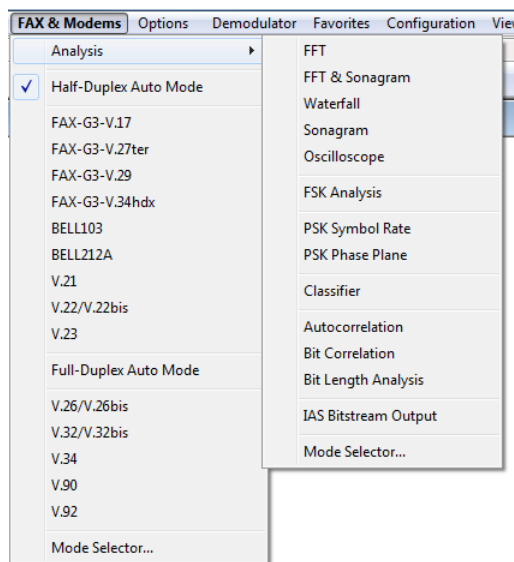 FAX & Modems Options Demodulator Favorites Configuration
Analysis
Half-Duplex Auto Mode
FAX-G3-V.17
FAX-G3-V.27ter
FAX-G3-V.29
FAX-G3-V.34hdx
BELL103
BELL212A
V.21
V.22/V.22bis
V.23
Full-Duplex Auto Mode
V.26/V.26bis
V.32/V.32bis
V.34
V.90
V.92
Mode Selector...
FFT
FFT & Sonagram
Waterfall
Sonagram
Oscilloscope
FSK Analysis
PSK Symbol Rate
PSK Phase Plane
Classifier
Autocorrelation
Bit Correlation
Bit Length Analysis
IAS Bitstream Output
Mode Selector...